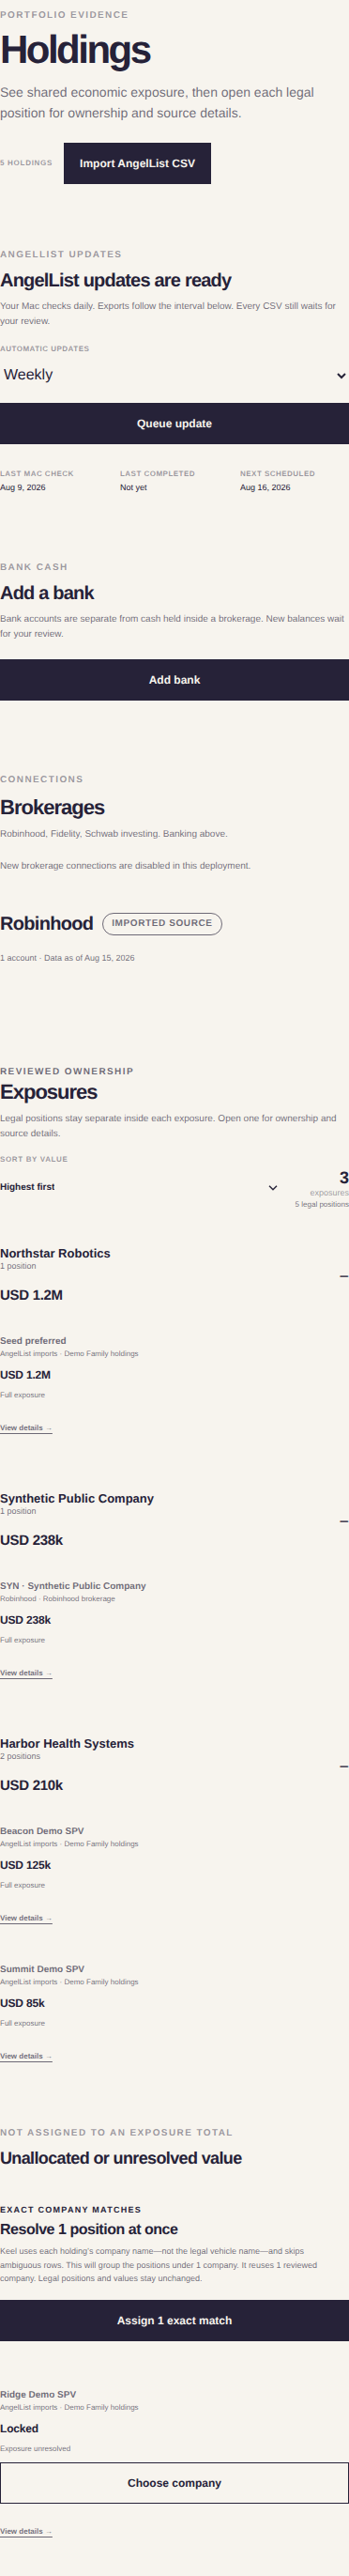 PORTFOLIO EVIDENCE
Holdings
See shared economic exposure, then open each legal
position for ownership and source details.
5 HOLDINGS
Import AngelList CSV
ANGELLIST UPDATES
AngelList updates are ready
Your Mac checks daily. Exports follow the interval below. Every CSV still waits for
your review.
AUTOMATIC UPDATES
Weekly
Queue update
LAST MAC CHECK
Aug 9, 2026
LAST COMPLETED
Not yet
NEXT SCHEDULED
Aug 16, 2026
BANK CASH
Add a bank
Bank accounts are separate from cash held inside a brokerage. New balances wait
for your review.
Add bank
CONNECTIONS
Brokerages
Robinhood, Fidelity, Schwab investing. Banking above.
New brokerage connections are disabled in this deployment.
Robinhood
IMPORTED SOURCE
1 account · Data as of Aug 15, 2026
REVIEWED OWNERSHIP
Exposures
Legal positions stay separate inside each exposure. Open one for ownership and
source details.
SORT BY VALUE
Highest first
3
exposures
5 legal positions
Northstar Robotics
1 position
–
USD 1.2M
Seed preferred
AngelList imports · Demo Family holdings
USD 1.2M
Full exposure
View details →
Synthetic Public Company
1 position
–
USD 238k
SYN · Synthetic Public Company
Robinhood · Robinhood brokerage
USD 238k
Full exposure
View details →
Harbor Health Systems
2 positions
–
USD 210k
Beacon Demo SPV
AngelList imports · Demo Family holdings
USD 125k
Full exposure
View details →
Summit Demo SPV
AngelList imports · Demo Family holdings
USD 85k
Full exposure
View details →
NOT ASSIGNED TO AN EXPOSURE TOTAL
Unallocated or unresolved value
EXACT COMPANY MATCHES
Resolve 1 position at once
Keel uses each holding's company name—not the legal vehicle name—and skips
ambiguous rows. This will group the positions under 1 company. It reuses 1 reviewed
company. Legal positions and values stay unchanged.
Assign 1 exact match
Ridge Demo SPV
AngelList imports · Demo Family holdings
Locked
Exposure unresolved
Choose company
View details →